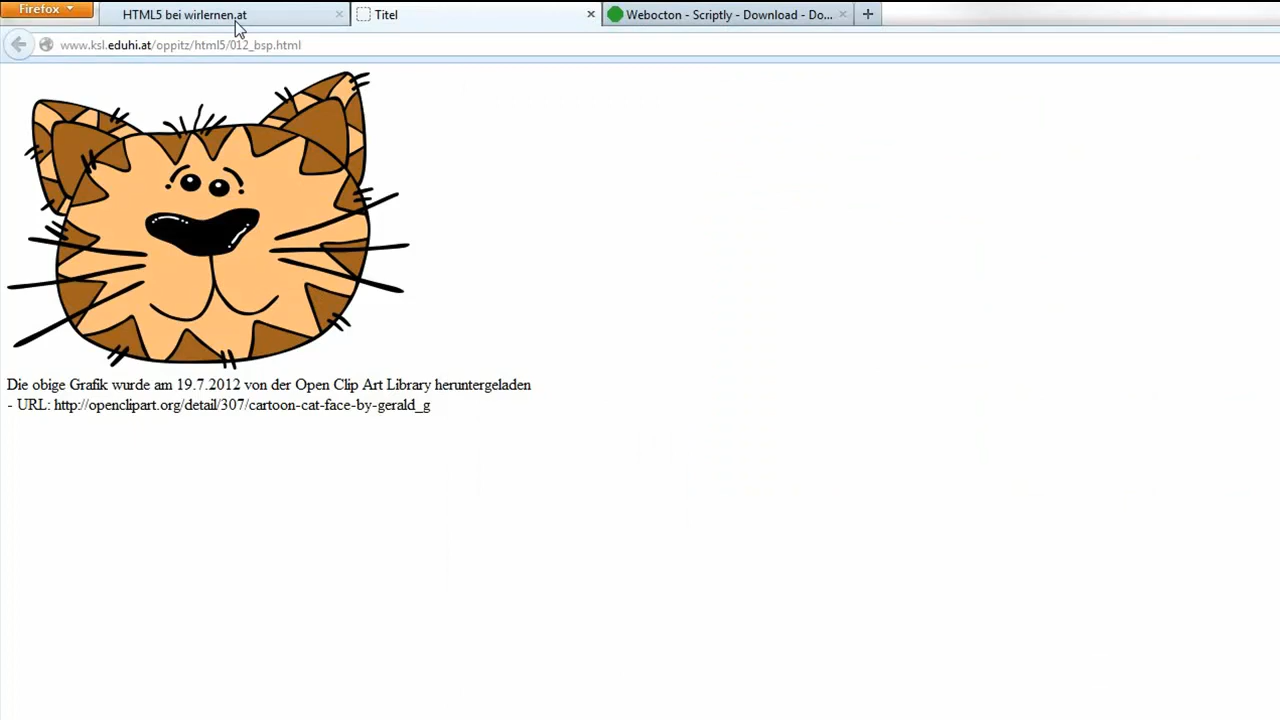 Firefox
HTML5 bei wirlernen.at
Titel
Webocton - Scriptly - Download - Do...
www.ksl.eduhi.at/oppitz/html5/012_bsp.html
Die obige Grafik wurde am 19.7.2012 von der Open Clip Art Library heruntergeladen
- URL: http://openclipart.org/detail/307/cartoon-cat-face-by-gerald_g